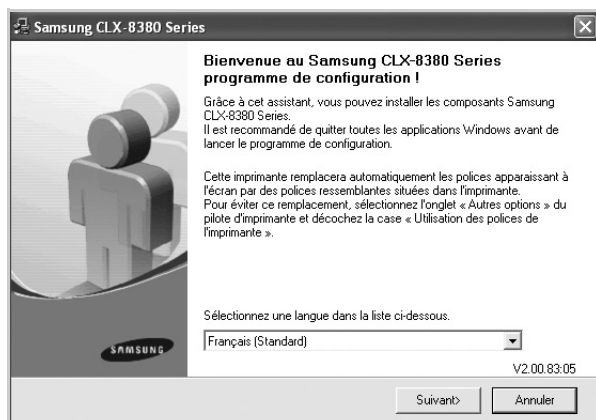 Samsung CLX-8380 Series
Bienvenue au Samsung CLX-8380 Series
programme de configuration !
Grâce à cet assistant, vous pouvez installer les composants Samsung
CLX-8380 Series.
Il est recommandé de quitter toutes les applications Windows avant de
lancer le programme de configuration.
Cette imprimante remplacera automatiquement les polices apparaissant à
l'écran par des polices ressemblantes situées dans l'imprimante.
Pour éviter ce remplacement, sélectionnez l'onglet « Autres options » du
pilote d'imprimante et décochez la case « Utilisation des polices de
l'imprimante ».
Sélectionnez une langue dans la liste ci-dessous.
Français (Standard)
SAMSUNG
V2.00.83:05
Suivant>
Annuler